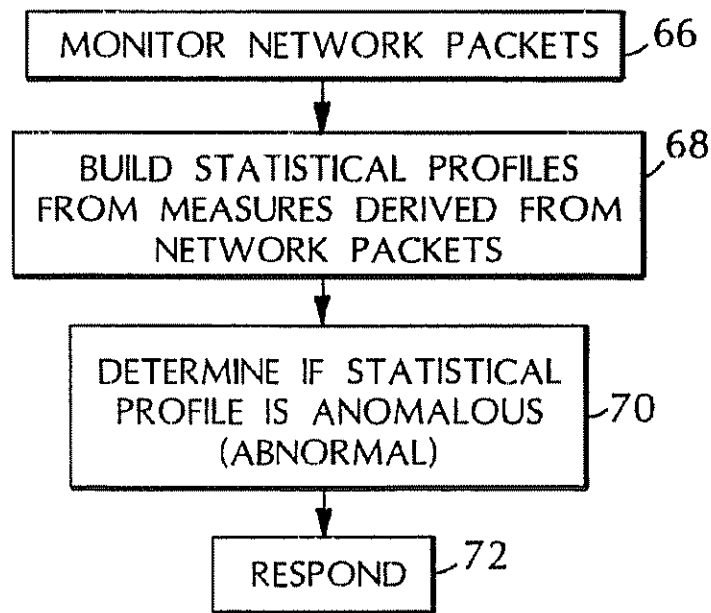 MONITOR NETWORK PACKETS
66
BUILD STATISTICAL PROFILES
FROM MEASURES DERIVED FROM
NETWORK PACKETS
68
DETERMINE IF STATISTICAL
PROFILE IS ANOMALOUS
(ABNORMAL)
70
RESPOND
72